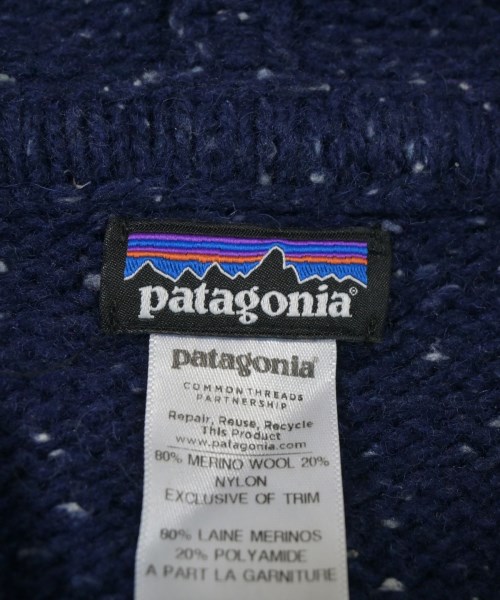 patagonia®
patagonia®
COMMON THREADS
PARTNERSHIP
Repair, Reuse, Recycle
This Product
www.patagonia.com
80% MERINO WOOL 20%
NYLON
EXCLUSIVE OF TRIM
80% LAINE MERINOS
20% POLYAMIDE
A PART LA GARNITURE